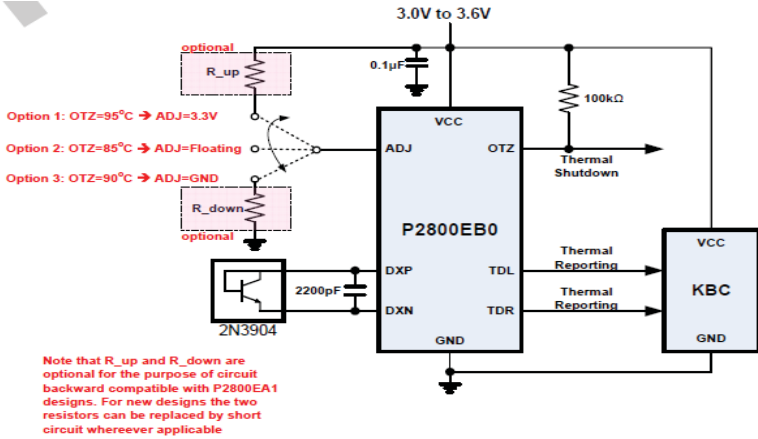 3.0V to 3.6V
optional
R_up
0.1µF
100kΩ
Option 1: OTZ=95°C ➔ ADJ=3.3V
VCC
Option 2: OTZ=85°C ➔ ADJ=Floating
ADJ
OTZ
Thermal
Shutdown
Option 3: OTZ=90°C ➔ ADJ=GND
R_down
P2800EB0
optional
VCC
Thermal
Reporting
DXP
TDL
2200pF
KBC
Thermal
Reporting
DXN
TDR
2N3904
GND
GND
Note that R_up and R_down are
optional for the purpose of circuit
backward compatible with P2800EA1
designs. For new designs the two
resistors can be replaced by short
circuit whereever applicable